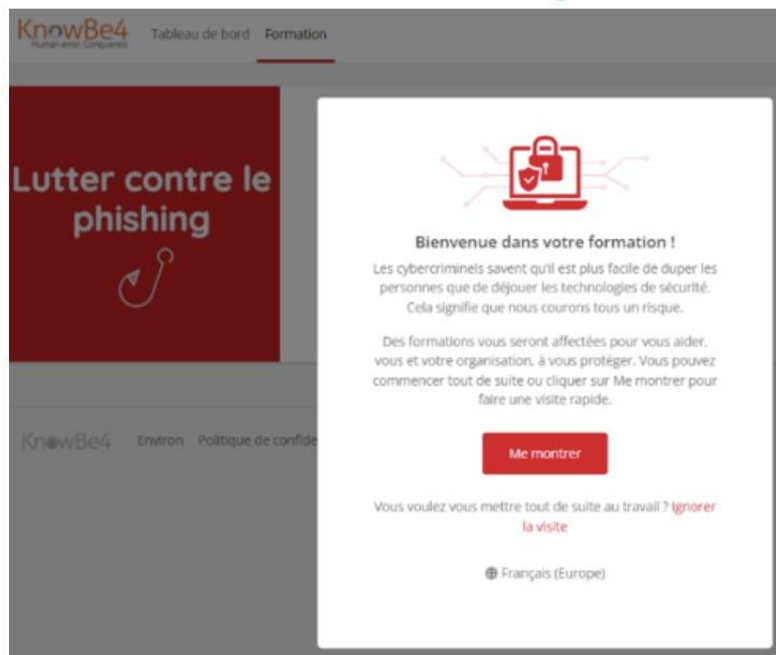 KnowBe4
Human error. Conquered.
Tableau de bord Formation
Lutter contre le
phishing
Bienvenue dans votre formation !
Les cybercriminels savent qu'il est plus facile de duper les
personnes que de déjouer les technologies de sécurité.
Cela signifie que nous courons tous un risque.
Des formations vous seront affectées pour vous aider,
vous et votre organisation, à vous protéger. Vous pouvez
commencer tout de suite ou cliquer sur Me montrer pour
faire une visite rapide.
Me montrer
Vous voulez vous mettre tout de suite au travail ? Ignorer
la visite
Français (Europe)
KnowBe4 Environ Politique de confide